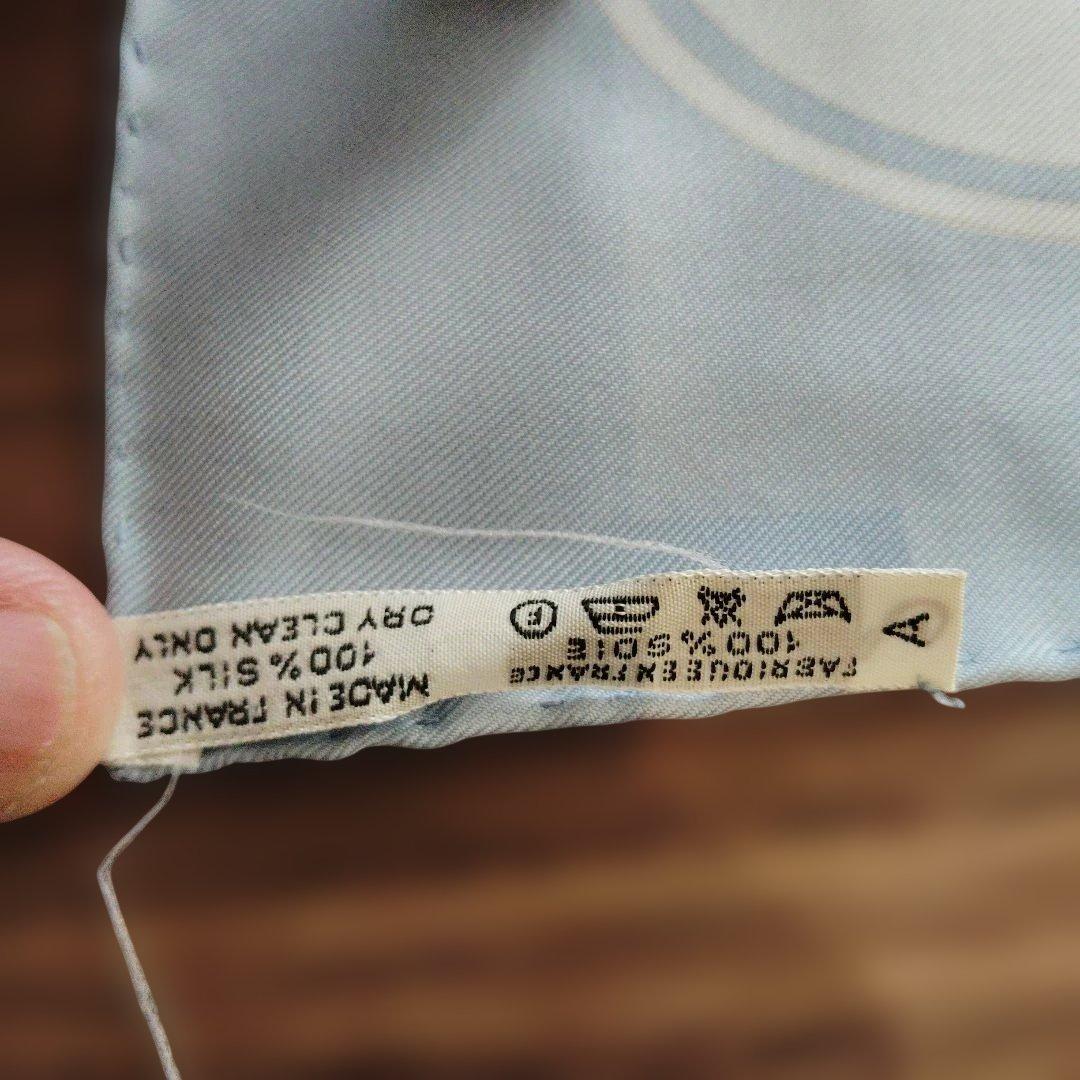 A
FABRIQUE EN FRANCE
100% SOIE
F
MADE IN FRANCE
100% SILK
DRY CLEAN ONLY